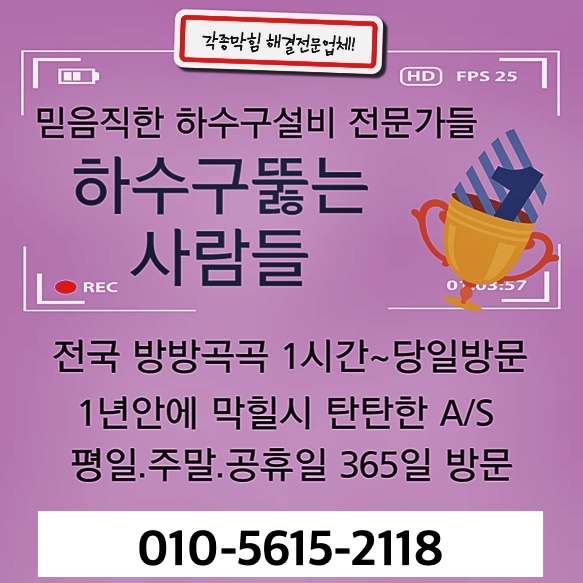 각종막힘 해결전문업체!
HD FPS 25
믿음직한 하수구설비 전문가들
하수구뚫는
사람들
1
REC
전국 방방곡곡 1시간~당일방문
1년안에 막힐시 탄탄한 A/S
평일.주말.공휴일 365일 방문
010-5615-2118